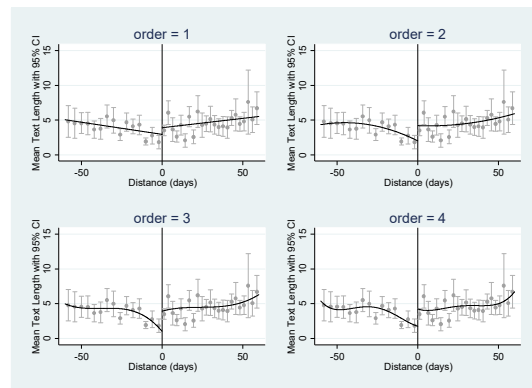 order = 1
Mean Text Length with 95% CI
15
10
5
0
-50
0
50
Distance (days)
order = 2
Mean Text Length with 95% CI
15
10
5
0
-50
0
50
Distance (days)
order = 3
Mean Text Length with 95% CI
15
10
5
0
-50
0
50
Distance (days)
order = 4
Mean Text Length with 95% CI
15
10
5
0
-50
0
50
Distance (days)